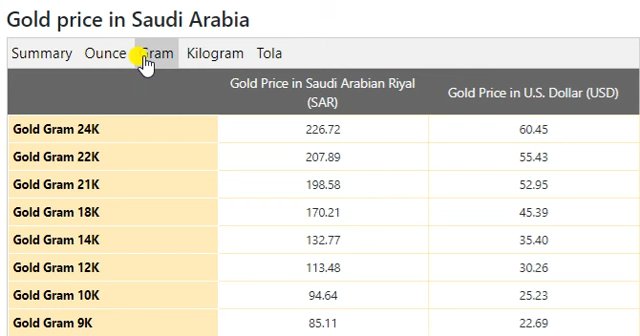 Gold price in Saudi Arabia
Summary Ounce Gram Kilogram Tola
Gold Price in Saudi Arabian Riyal
(SAR)
Gold Price in U.S. Dollar (USD)
Gold Gram 24K 226.72 60.45
Gold Gram 22K 207.89 55.43
Gold Gram 21K 198.58 52.95
Gold Gram 18K 170.21 45.39
Gold Gram 14K 132.77 35.40
Gold Gram 12K 113.48 30.26
Gold Gram 10K 94.64 25.23
Gold Gram 9K 85.11 22.69